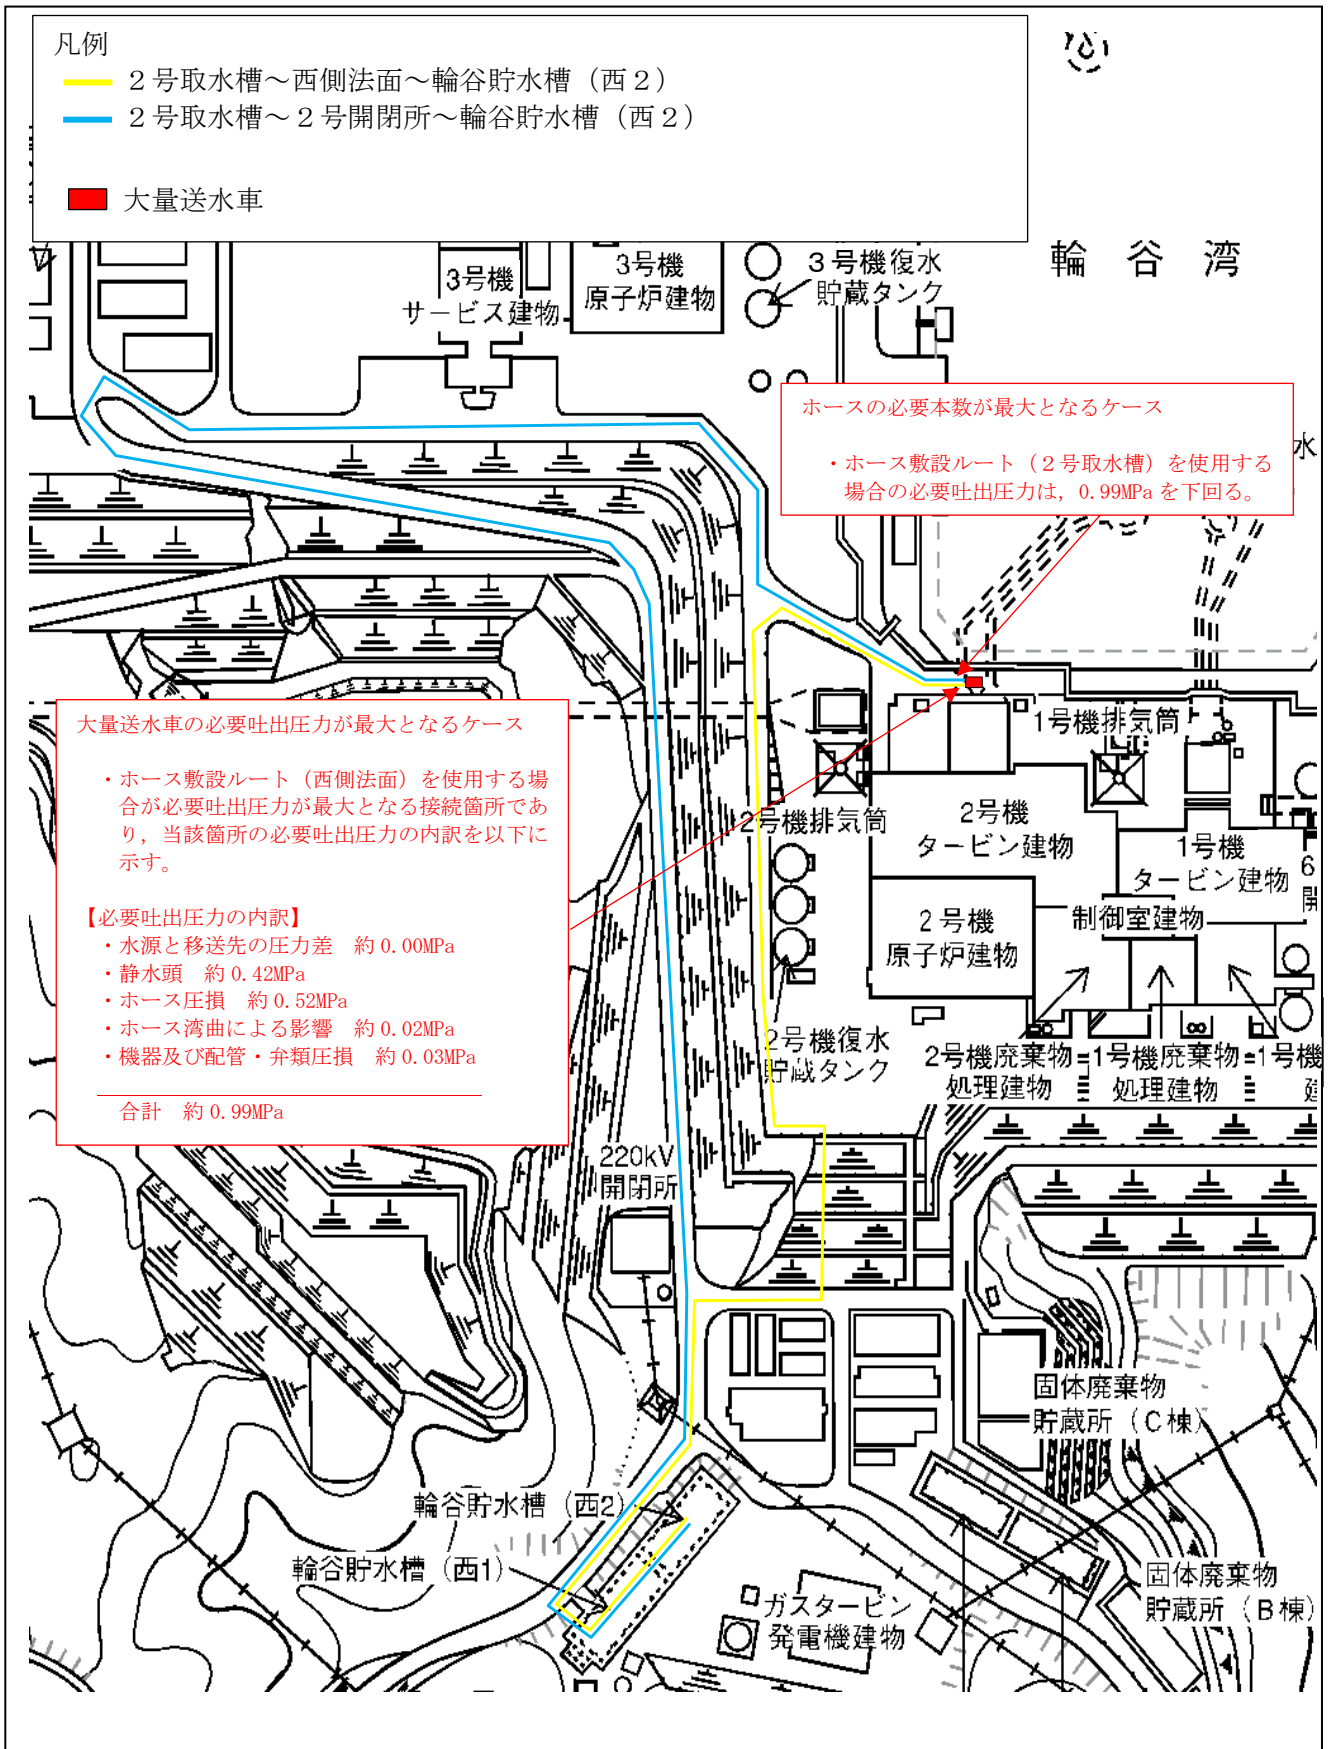 凡例
２号取水槽～西側法面～輪谷貯水槽（西２）
２号取水槽～２号開閉所～輪谷貯水槽（西２）
大量送水車
輪谷湾
3号機
サービス建物
3号機
原子炉建物
３号機復水
貯蔵タンク
ホースの必要本数が最大となるケース
・ホース敷設ルート（２号取水槽）を使用する
場合の必要吐出圧力は，0.99MPaを下回る。
水
大量送水車の必要吐出圧力が最大となるケース
・ホース敷設ルート（西側法面）を使用する場
合が必要吐出圧力が最大となる接続箇所であ
り，当該箇所の必要吐出圧力の内訳を以下に
示す。
【必要吐出圧力の内訳】
・水源と移送先の圧力差　約0.00MPa
・静水頭　約0.42MPa
・ホース圧損　約0.52MPa
・ホース湾曲による影響　約0.02MPa
・機器及び配管・弁類圧損　約0.03MPa
合計　約0.99MPa
1号機排気筒
2号機排気筒
2号機
タービン建物
1号機
タービン建物
6
開
制御室建物
２号機
原子炉建物
2号機復水
貯蔵タンク
2号機廃棄物
処理建物
1号機廃棄物
処理建物
1号機
建
220kV
開閉所
固体廃棄物
貯蔵所（C棟）
輪谷貯水槽（西2）
輪谷貯水槽（西1）
固体廃棄物
貯蔵所（B棟）
ガスタービン
発電機建物